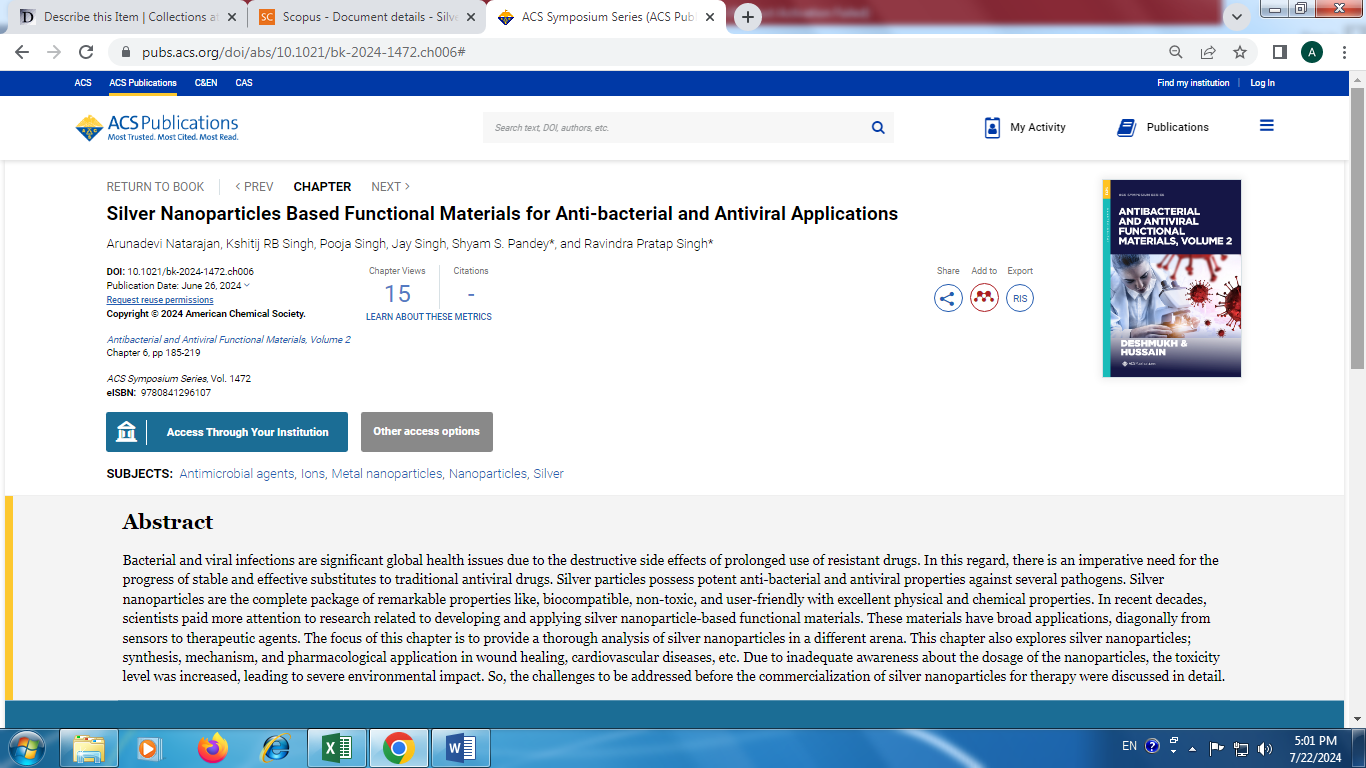 Describe this Item | Collections at
Scopus - Document details - Silve
ACS Symposium Series (ACS Publ
pubs.acs.org/doi/abs/10.1021/bk-2024-1472.ch006#
A
ACS ACS Publications C&EN CAS Find my institution | Log In
ACS Publications
Most Trusted. Most Cited. Most Read.
Search text, DOI, authors, etc.
My Activity Publications
RETURN TO BOOK < PREV CHAPTER NEXT >
Silver Nanoparticles Based Functional Materials for Anti-bacterial and Antiviral Applications
Arunadevi Natarajan, Kshitij RB Singh, Pooja Singh, Jay Singh, Shyam S. Pandey*, and Ravindra Pratap Singh*
DOI: 10.1021/bk-2024-1472.ch006
Publication Date: June 26, 2024
Request reuse permissions
Copyright © 2024 American Chemical Society.
Antibacterial and Antiviral Functional Materials, Volume 2
Chapter 6, pp 185-219
ACS Symposium Series, Vol. 1472
eISBN: 9780841296107
Chapter Views Citations
15 -
LEARN ABOUT THESE METRICS
Share Add to Export
RIS
ACS SYMPOSIUM SERIES
ANTIBACTERIAL
AND ANTIVIRAL
FUNCTIONAL
MATERIALS, VOLUME 2
DESHMUKH &
HUSSAIN
Access Through Your Institution Other access options
SUBJECTS: Antimicrobial agents, Ions, Metal nanoparticles, Nanoparticles, Silver
Abstract
Bacterial and viral infections are significant global health issues due to the destructive side effects of prolonged use of resistant drugs. In this regard, there is an imperative need for the
progress of stable and effective substitutes to traditional antiviral drugs. Silver particles possess potent anti-bacterial and antiviral properties against several pathogens. Silver
nanoparticles are the complete package of remarkable properties like, biocompatible, non-toxic, and user-friendly with excellent physical and chemical properties. In recent decades,
scientists paid more attention to research related to developing and applying silver nanoparticle-based functional materials. These materials have broad applications, diagonally from
sensors to therapeutic agents. The focus of this chapter is to provide a thorough analysis of silver nanoparticles in a different arena. This chapter also explores silver nanoparticles;
synthesis, mechanism, and pharmacological application in wound healing, cardiovascular diseases, etc. Due to inadequate awareness about the dosage of the nanoparticles, the toxicity
level was increased, leading to severe environmental impact. So, the challenges to be addressed before the commercialization of silver nanoparticles for therapy were discussed in detail.
EN 5:01 PM
7/22/2024